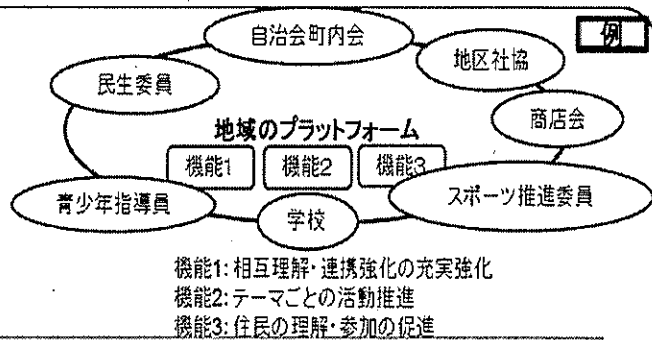 自治会町内会
例
地区社協
民生委員
商店会
地域のプラットフォーム
機能1 機能2 機能3
青少年指導員
スポーツ推進委員
学校
機能1:相互理解・連携強化の充実強化
機能2:テーマごとの活動推進
機能3:住民の理解・参加の促進